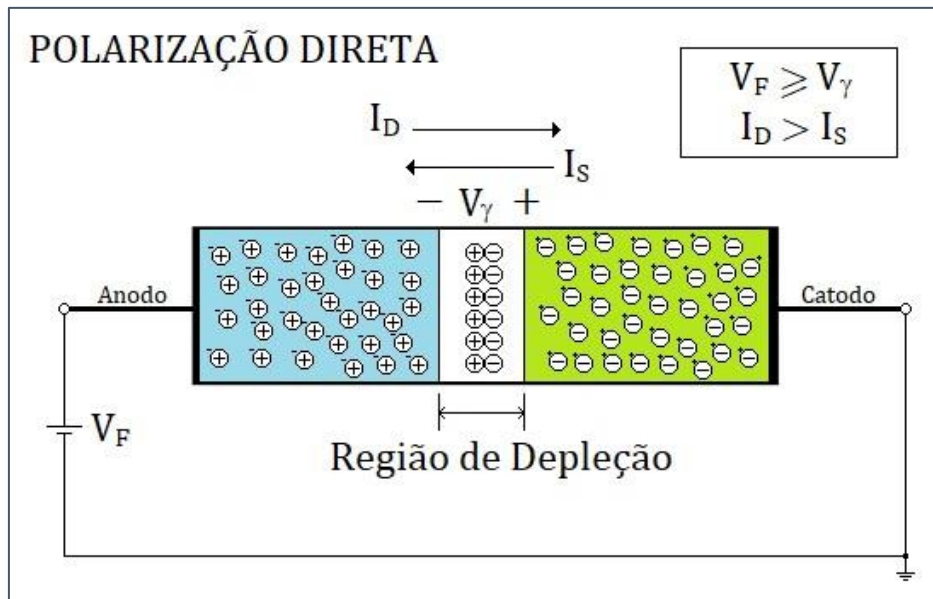 POLARIZAÇÃO DIRETA
V_F ⩾ V_γ
I_D > I_S
I_D
I_S
− V_γ +
Anodo
Catodo
V_F
Região de Depleção